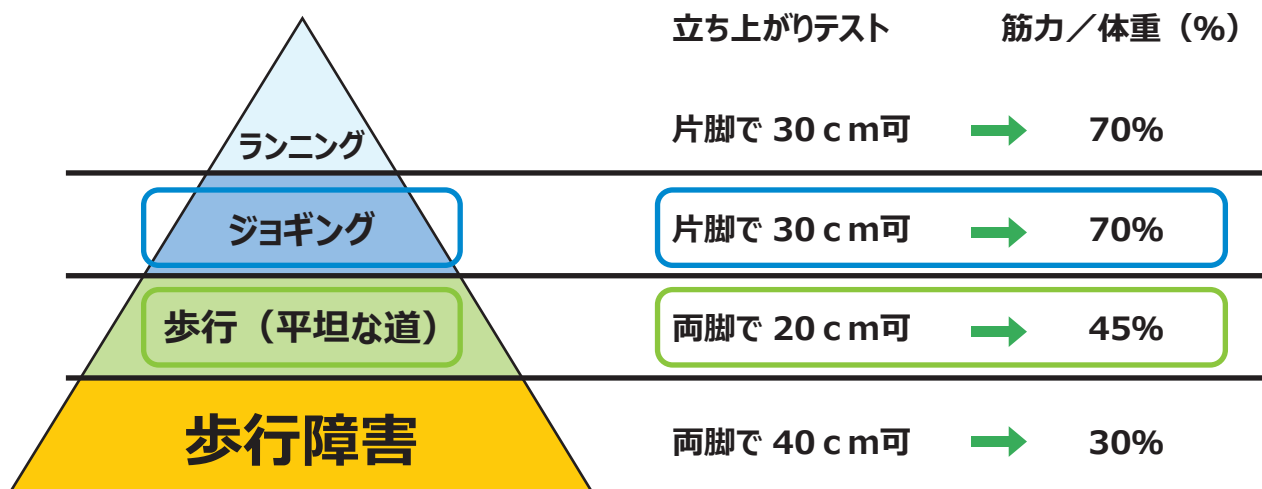 立ち上がりテスト 筋力／体重（%）
ランニング 片脚で 30ｃｍ可 70%
ジョギング 片脚で 30ｃｍ可 70%
歩行（平坦な道） 両脚で 20ｃｍ可 45%
歩行障害 両脚で 40ｃｍ可 30%